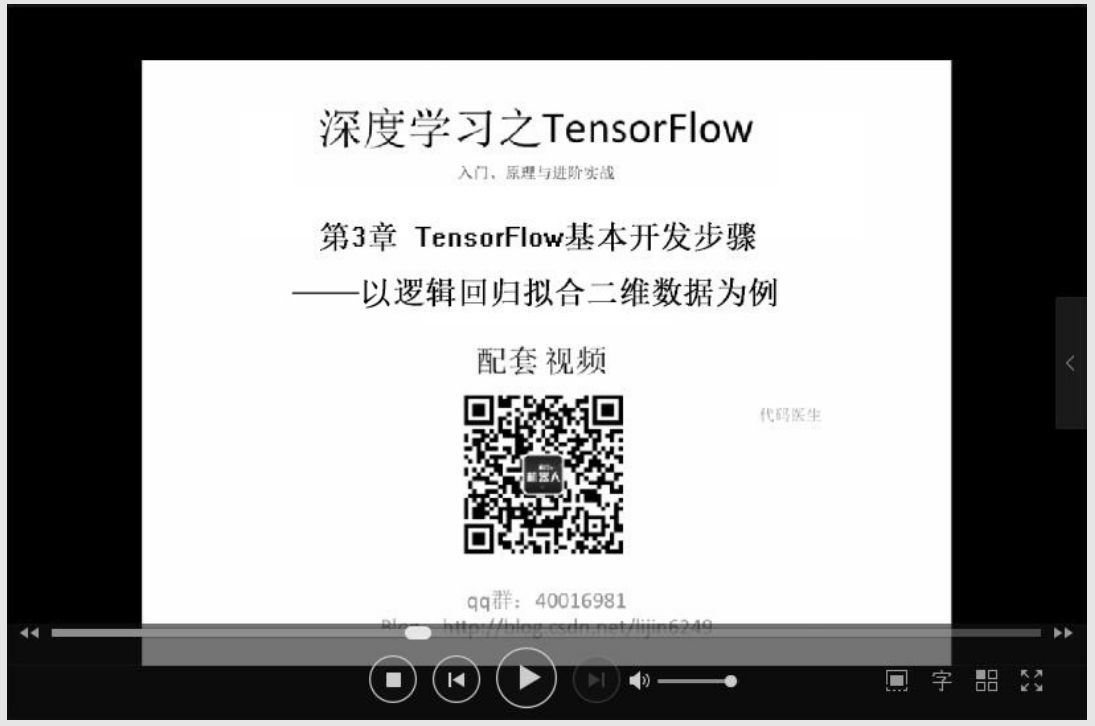 深度学习之TensorFlow
入门、原理与进阶实战
第3章 TensorFlow基本开发步骤
——以逻辑回归拟合二维数据为例
配套 视频
机器人
代码医生
qq群：40016981
Blog: http://blog.csdn.net/lijin6249
字